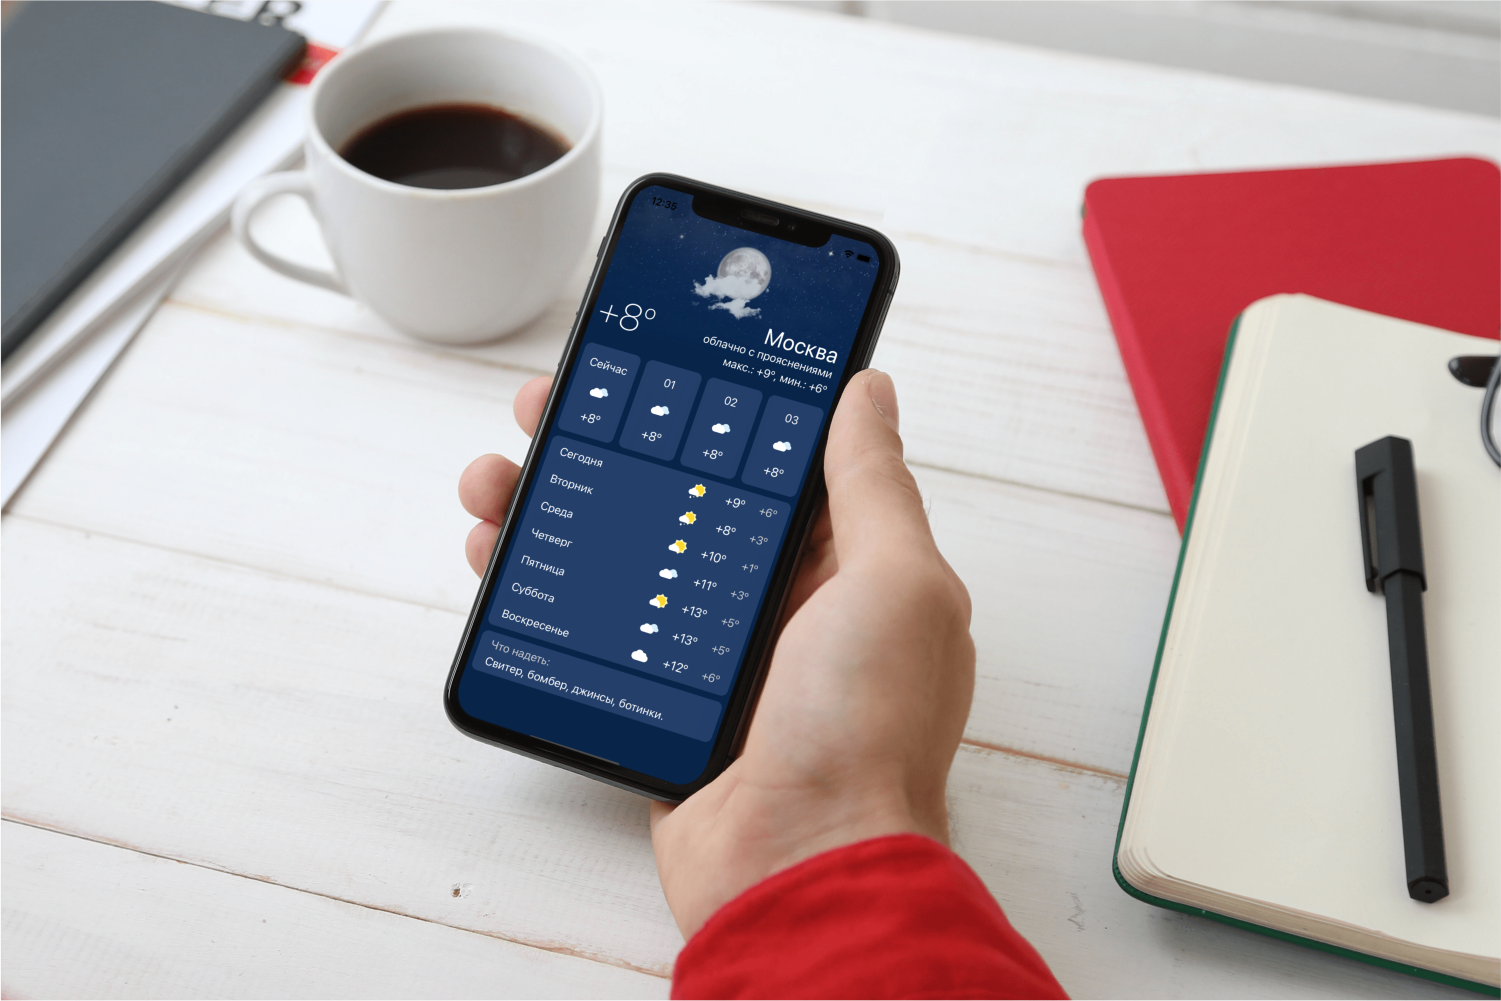 12:35
+8°
Москва
облачно с прояснениями
макс.: +9°, мин.: +6°
Сейчас 01 02 03
+8° +8° +8° +8°
Сегодня +9° +6°
Вторник +8° +3°
Среда +10° +1°
Четверг +11° +3°
Пятница +13° +5°
Суббота +13° +5°
Воскресенье +12° +6°
Что надеть:
Свитер, бомбер, джинсы, ботинки.